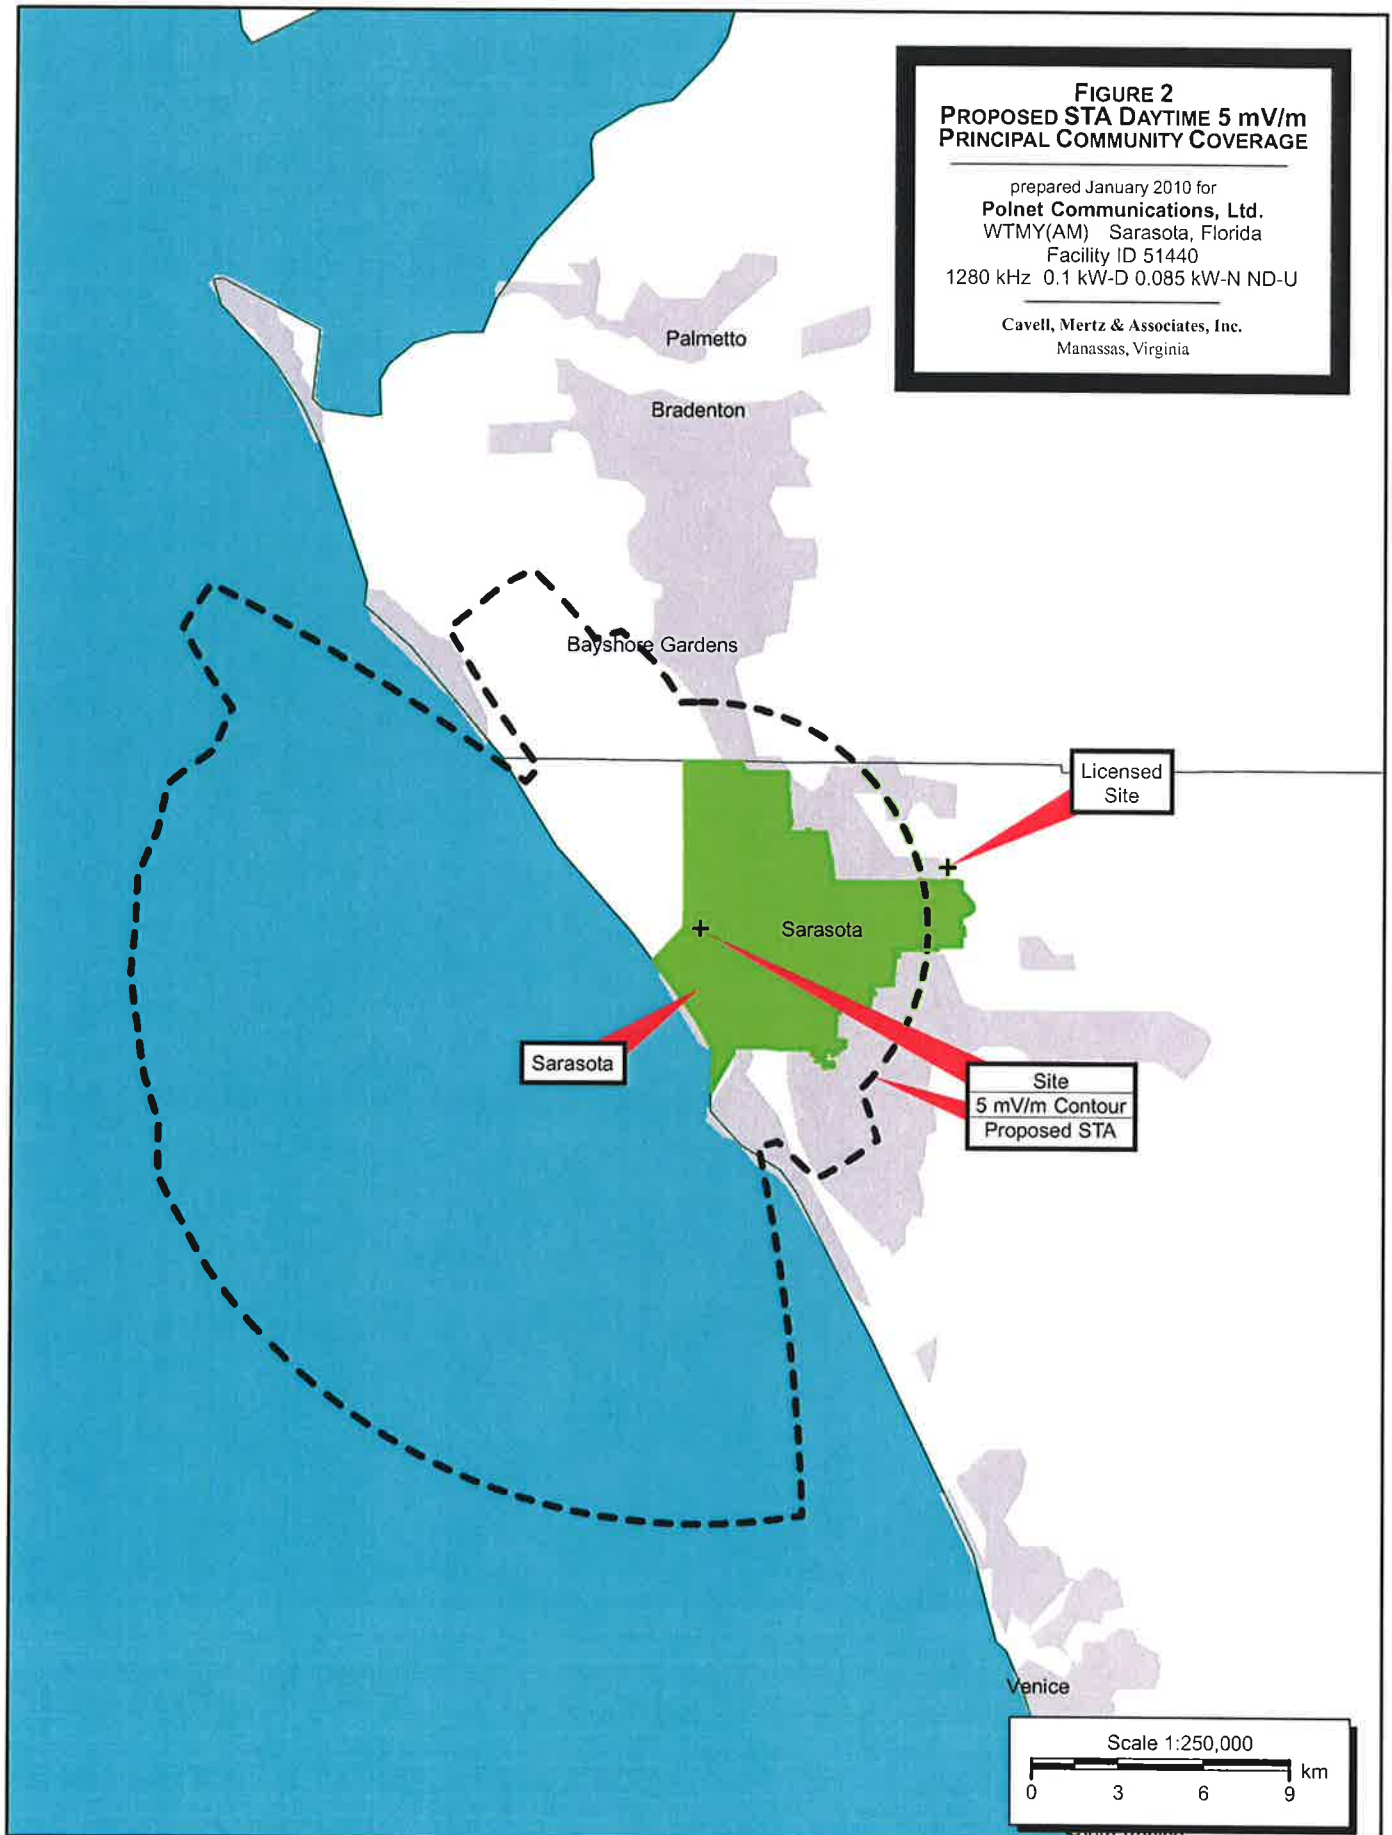 FIGURE 2
PROPOSED STA DAYTIME 5 mV/m
PRINCIPAL COMMUNITY COVERAGE
prepared January 2010 for
Polnet Communications, Ltd.
WTMY(AM) Sarasota, Florida
Facility ID 51440
1280 kHz 0.1 kW-D 0.085 kW-N ND-U
Cavell, Mertz & Associates, Inc.
Manassas, Virginia
Palmetto
Bradenton
Bayshore Gardens
Licensed
Site
Sarasota
Sarasota
Site
5 mV/m Contour
Proposed STA
Venice
Scale 1:250,000
km
0 3 6 9